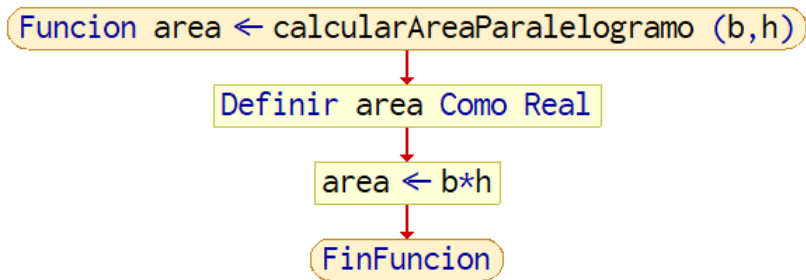 Funcion area ← calcularAreaParalelogramo (b,h)
Definir area Como Real
area ← b*h
FinFuncion